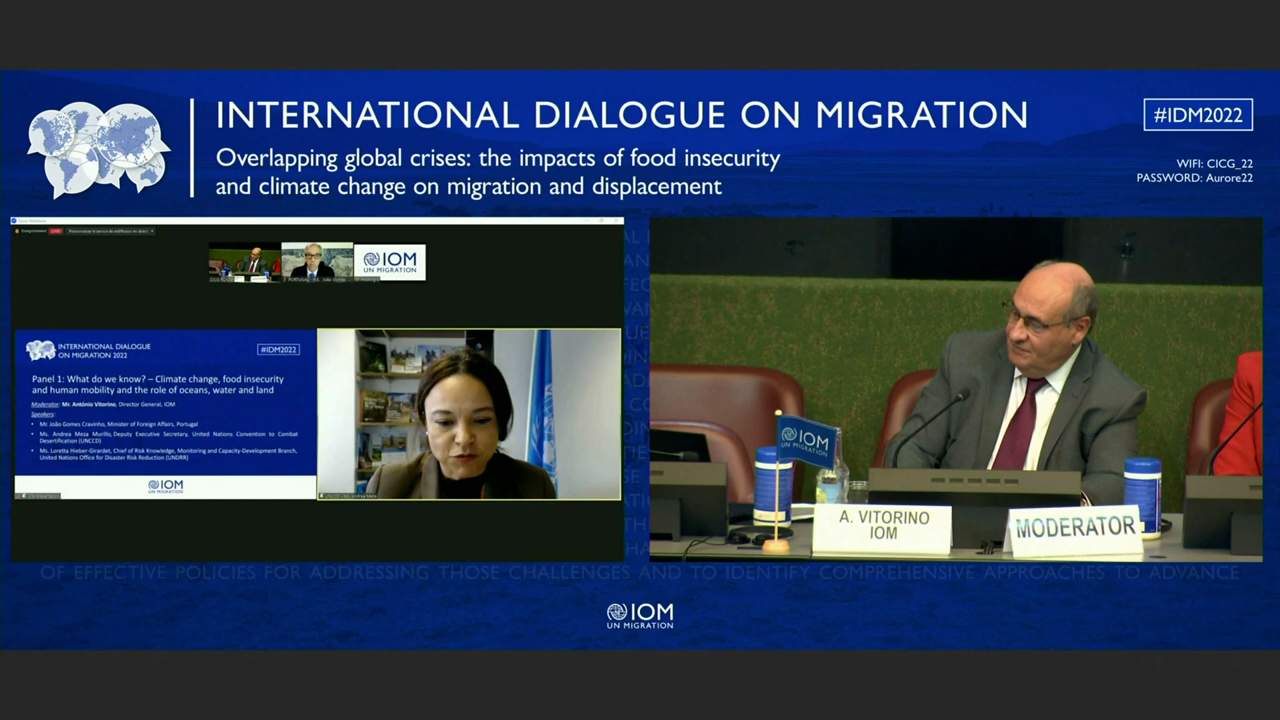 INTERNATIONAL DIALOGUE ON MIGRATION
Overlapping global crises: the impacts of food insecurity
and climate change on migration and displacement
#IDM2022
WIFI: CICG_22
PASSWORD: Aurore22
IOM
UN MIGRATION
INTERNATIONAL DIALOGUE
ON MIGRATION 2022
#IDM2022
Panel 1: What do we know? – Climate change, food insecurity
and human mobility and the role of oceans, water and land
Moderator: Mr. António Vitorino, Director General, IOM
Speakers:
• Mr. João Gomes Cravinho, Minister of Foreign Affairs, Portugal
• Ms. Andrea Meza Murillo, Deputy Executive Secretary, United Nations Convention to Combat
Desertification (UNCCD)
• Ms. Loretta Hieber-Girardet, Chief of Risk Knowledge, Monitoring and Capacity-Development Branch,
United Nations Office for Disaster Risk Reduction (UNDRR)
IOM
UN MIGRATION
IOM
UN MIGRATION
A. VITORINO
IOM
MODERATOR
OF EFFECTIVE POLICIES FOR ADDRESSING THOSE CHALLENGES AND TO IDENTIFY COMPREHENSIVE APPROACHES TO ADVANCE
IOM
UN MIGRATION